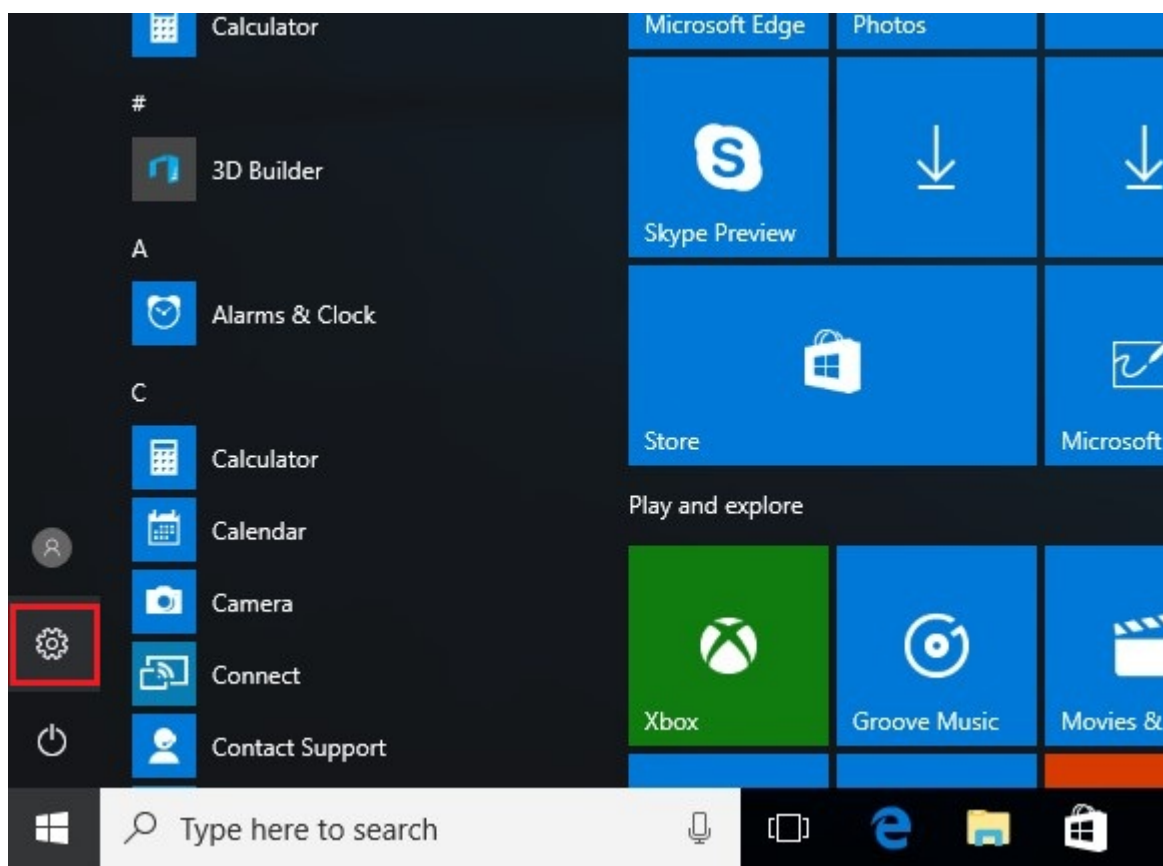 Calculator
#
3D Builder
A
Alarms & Clock
C
Calculator
Calendar
Camera
Connect
Contact Support
Microsoft Edge
Photos
Skype Preview
Store
Microsoft
Play and explore
Xbox
Groove Music
Movies &
Type here to search